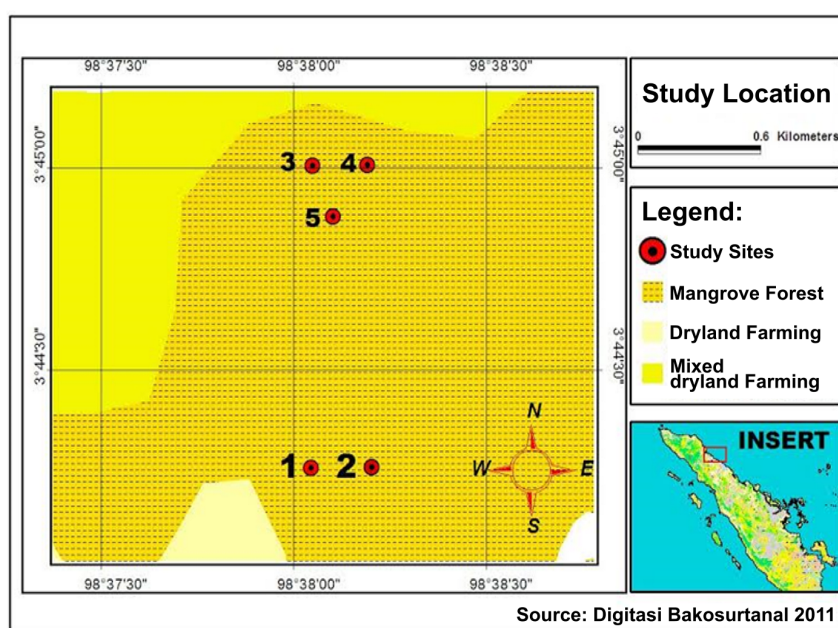 98°37'30" 98°38'00" 98°38'30"
3°45'00" 3°45'00"
3 4
5
3°44'30" 3°44'30"
1 2
N
W E
S
98°37'30" 98°38'00" 98°38'30"
Study Location
0 0.6 Kilometers
Legend:
Study Sites
Mangrove Forest
Dryland Farming
Mixed
dryland Farming
INSERT
Source: Digitasi Bakosurtanal 2011